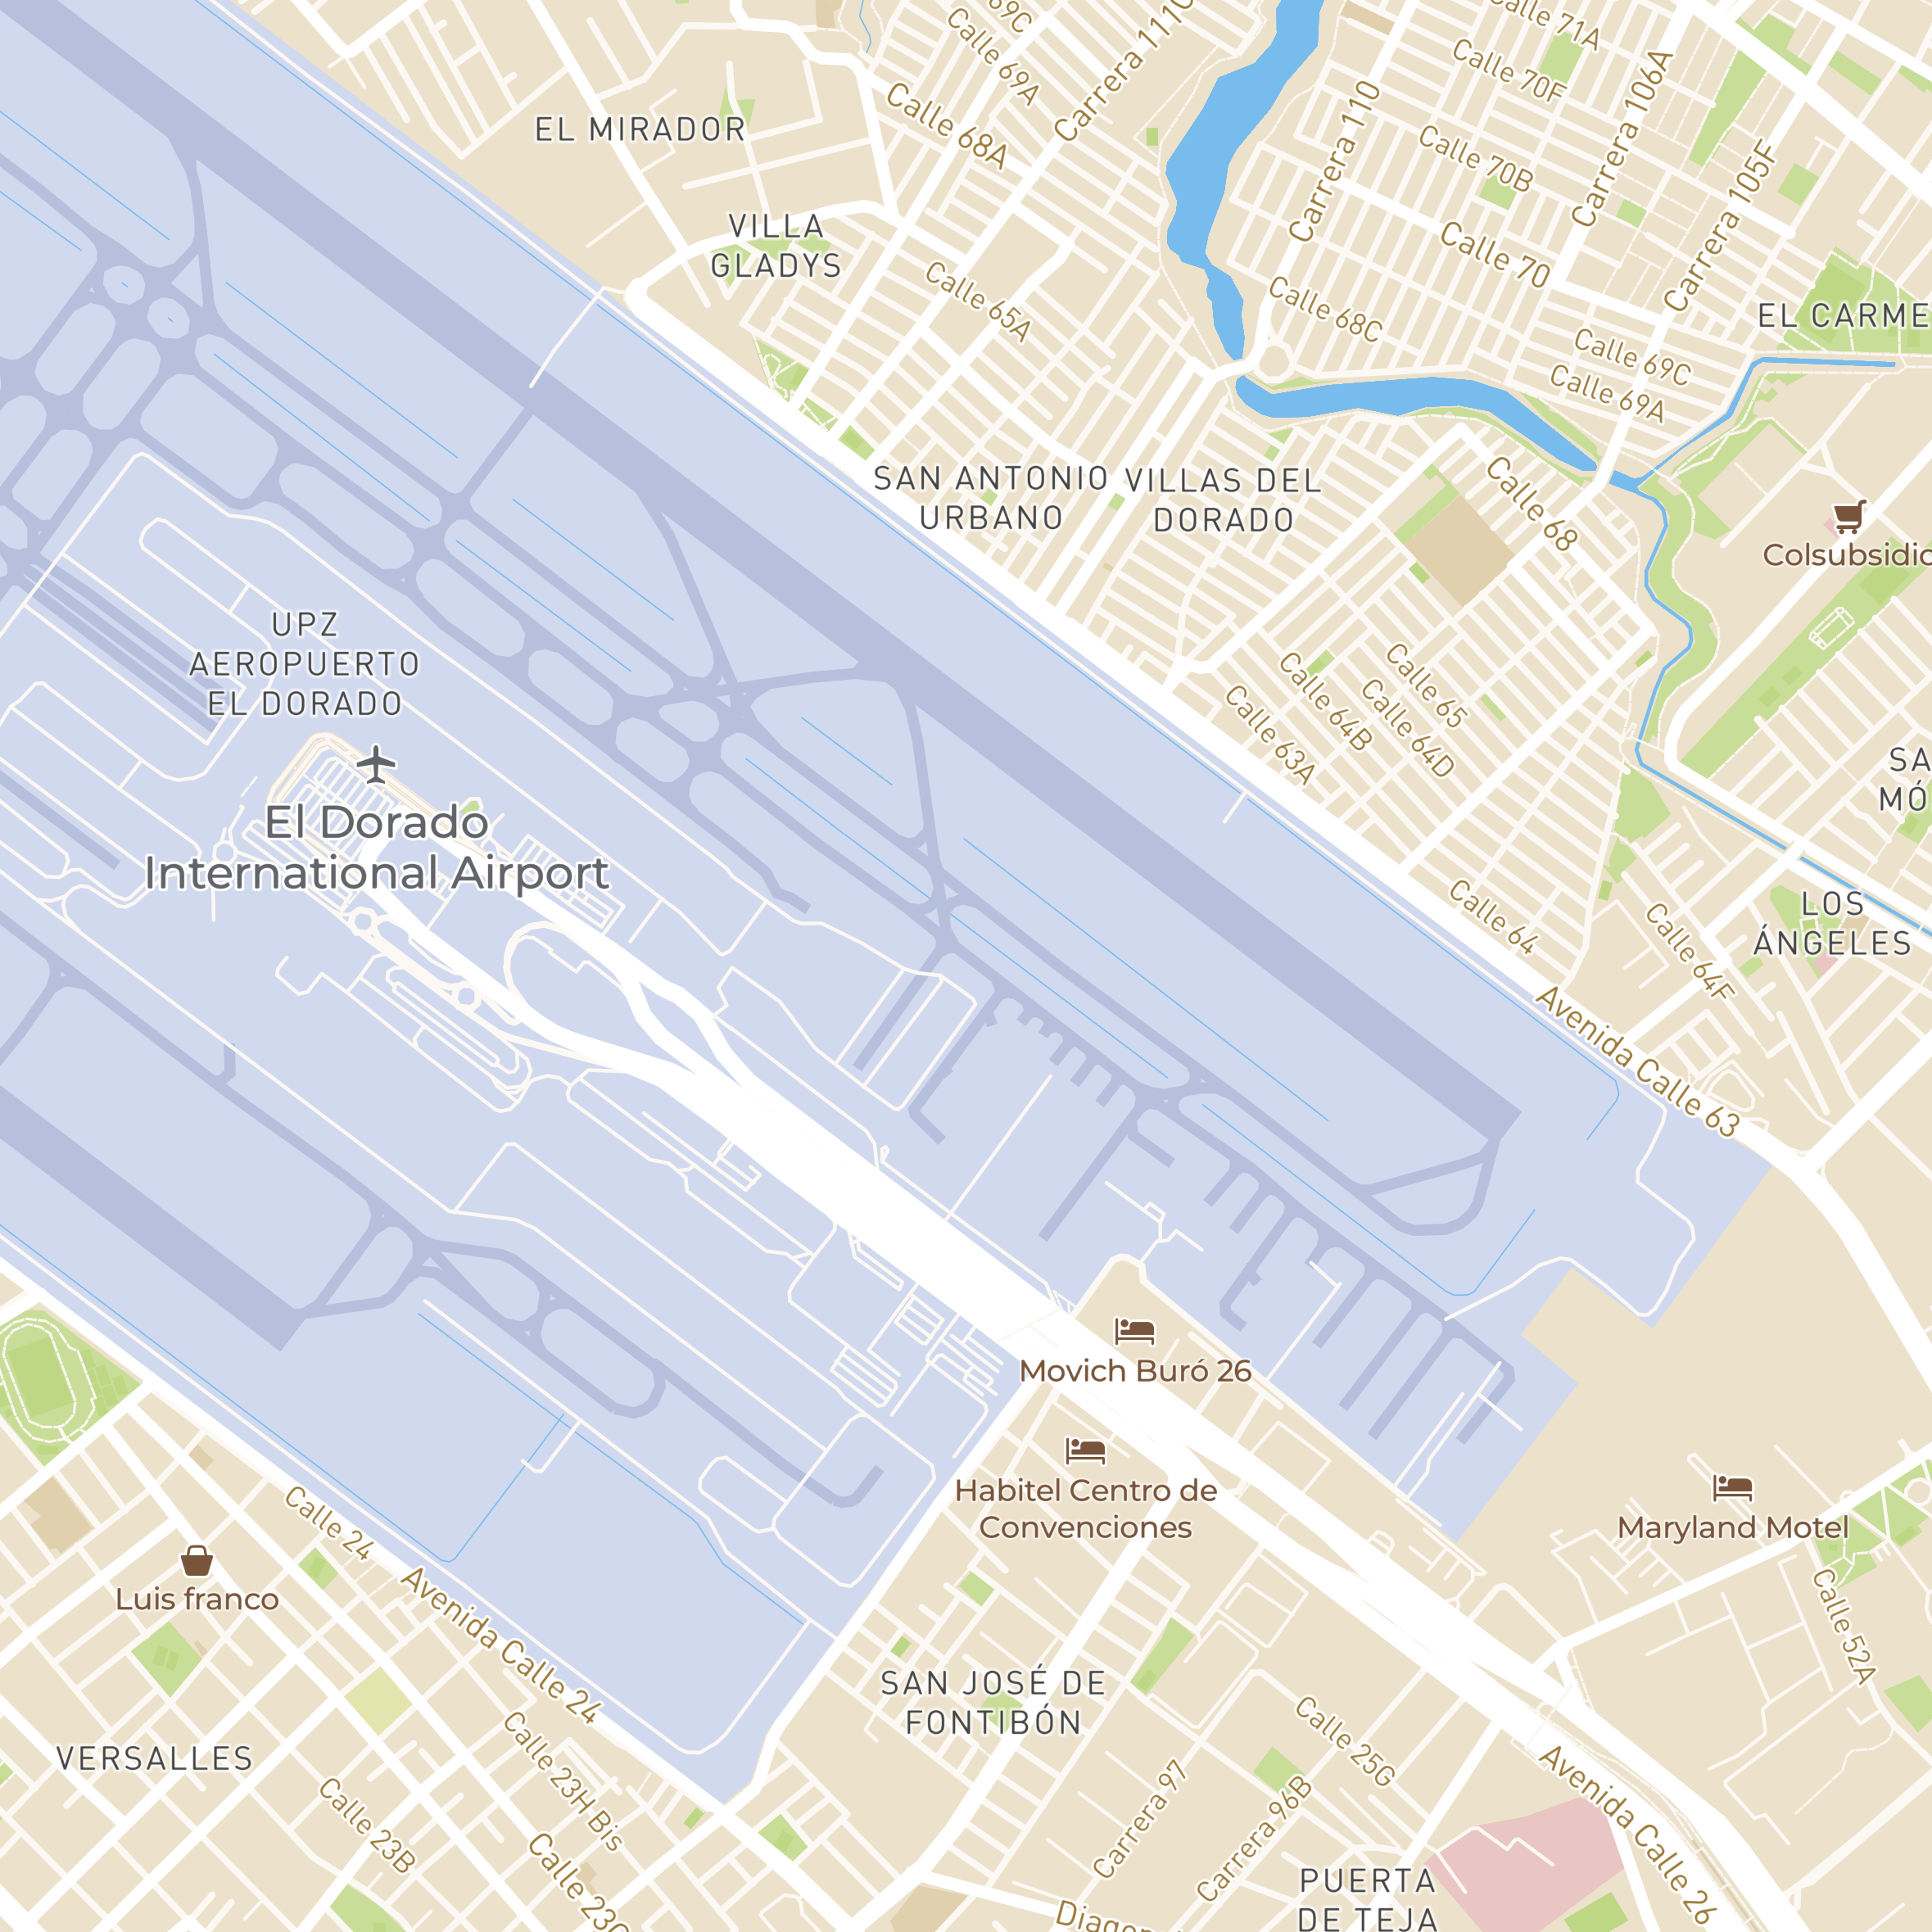 Calle 69A
Carrera 110
Calle 71A
Calle 70F
Carrera 106A
EL MIRADOR
Calle 68A
Carrera 110
Calle 70B
Carrera 105F
VILLA
GLADYS
Calle 65A
Calle 70
Calle 68C
EL CARME
Calle 69C
Calle 69A
SAN ANTONIO
URBANO
VILLAS DEL
DORADO
Calle 68
Colsubsidio
UPZ
AEROPUERTO
EL DORADO
Calle 65
Calle 64B
Calle 64D
Calle 63A
El Dorado
International Airport
SA
MÓ
Calle 64
LOS
ÁNGELES
Calle 64F
Avenida Calle 63
Movich Buró 26
Habitel Centro de
Convenciones
Maryland Motel
Calle 24
Luis franco
Avenida Calle 24
Calle 52A
SAN JOSÉ DE
FONTIBÓN
VERSALLES
Calle 23H Bis
Calle 25G
Avenida Calle 26
Calle 23B
Carrera 97
Carrera 96B
PUERTA
DE TEJA